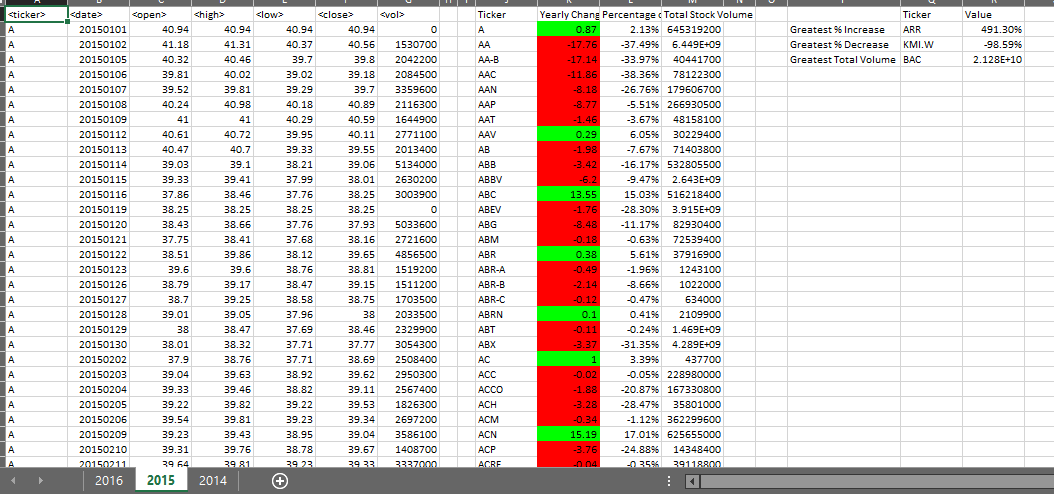 <ticker> <date> <open> <high> <low> <close> <vol> Ticker Yearly Chang Percentage c Total Stock Volume Ticker Value
A 20150101 40.94 40.94 40.94 40.94 0 A 0.87 2.13% 645319200 Greatest % Increase ARR 491.30%
A 20150102 41.18 41.31 40.37 40.56 1530700 AA -17.76 -37.49% 6.449E+09 Greatest % Decrease KMI.W -98.59%
A 20150105 40.32 40.46 39.7 39.8 2042200 AA-B -17.14 -33.97% 40441700 Greatest Total Volume BAC 2.128E+10
A 20150106 39.81 40.02 39.02 39.18 2084500 AAC -11.86 -38.36% 78122300
A 20150107 39.52 39.81 39.29 39.7 3359600 AAN -8.18 -26.76% 179606700
A 20150108 40.24 40.98 40.18 40.89 2116300 AAP -8.77 -5.51% 266930500
A 20150109 41 41 40.29 40.59 1644900 AAT -1.46 -3.67% 48158100
A 20150112 40.61 40.72 39.95 40.11 2771100 AAV 0.29 6.05% 30229400
A 20150113 40.47 40.7 39.33 39.55 2013400 AB -1.98 -7.67% 71403800
A 20150114 39.03 39.1 38.21 39.06 5134000 ABB -3.42 -16.17% 532805500
A 20150115 39.33 39.41 37.99 38.01 2630200 ABBV -6.2 -9.47% 2.643E+09
A 20150116 37.86 38.46 37.76 38.25 3003900 ABC 13.55 15.03% 516218400
A 20150119 38.25 38.25 38.25 38.25 0 ABEV -1.76 -28.30% 3.915E+09
A 20150120 38.43 38.66 37.76 37.93 5033600 ABG -8.48 -11.17% 82930400
A 20150121 37.75 38.41 37.68 38.16 2721600 ABM -0.18 -0.63% 72539400
A 20150122 38.51 39.86 38.12 39.65 4856500 ABR 0.38 5.61% 37916900
A 20150123 39.6 39.6 38.76 38.81 1519200 ABR-A -0.49 -1.96% 1243100
A 20150126 38.79 39.17 38.47 39.15 1511200 ABR-B -2.14 -8.66% 1022000
A 20150127 38.7 39.25 38.58 38.75 1703500 ABR-C -0.12 -0.47% 634000
A 20150128 39.01 39.05 37.96 38 2033500 ABRN 0.1 0.41% 2109900
A 20150129 38 38.47 37.69 38.46 2329900 ABT -0.11 -0.24% 1.469E+09
A 20150130 38.01 38.32 37.71 37.77 3054300 ABX -3.37 -31.35% 4.289E+09
A 20150202 37.9 38.76 37.71 38.69 2508400 AC 1 3.39% 437700
A 20150203 39.04 39.63 38.92 39.62 2950300 ACC -0.02 -0.05% 228980000
A 20150204 39.33 39.46 38.82 39.11 2567400 ACCO -1.88 -20.87% 167330800
A 20150205 39.22 39.82 39.22 39.53 1826300 ACH -3.28 -28.47% 35801000
A 20150206 39.54 39.81 39.23 39.34 2697200 ACM -0.34 -1.12% 362299600
A 20150209 39.23 39.43 38.95 39.04 3586100 ACN 15.19 17.01% 625655000
A 20150210 39.31 39.76 38.78 39.67 1408700 ACP -3.76 -24.88% 14348400
A 20150211 39.64 39.81 39.23 39.33 3337000 ACRE -0.04 -0.35% 39118800
2016 2015 2014